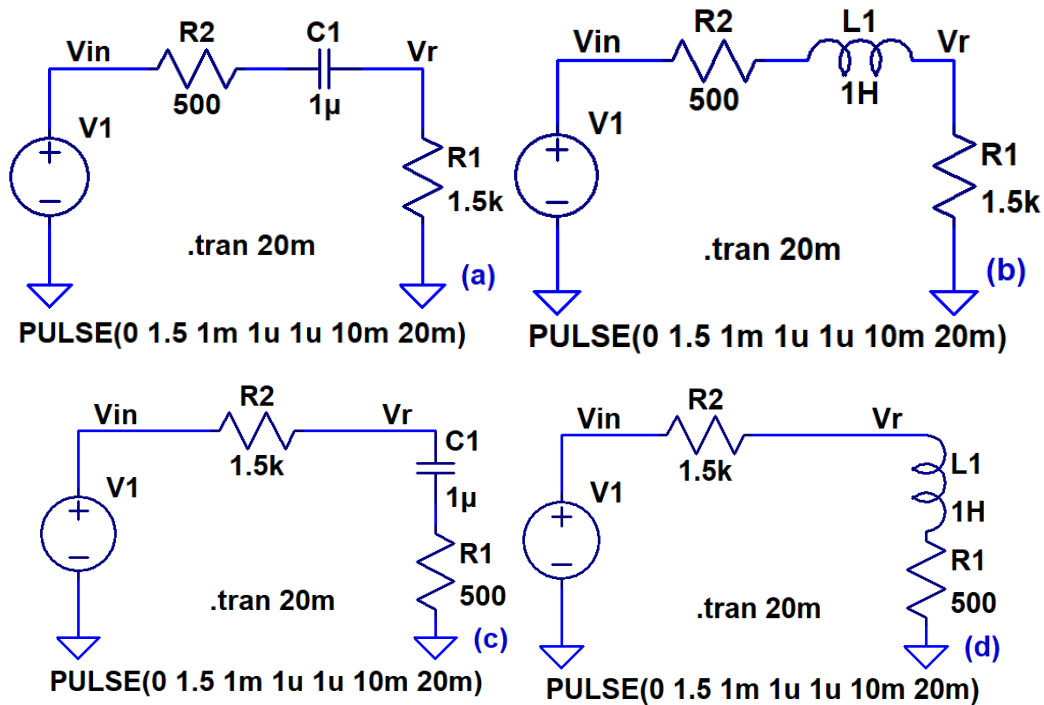 R2
C1
Vin
Vr
500
1µ
V1
R1
1.5k
.tran 20m
(a)
PULSE(0 1.5 1m 1u 1u 10m 20m)
R2
L1
Vin
Vr
500
1H
V1
R1
1.5k
.tran 20m
(b)
PULSE(0 1.5 1m 1u 1u 10m 20m)
R2
Vin
Vr
C1
1.5k
V1
1µ
R1
500
.tran 20m
(c)
PULSE(0 1.5 1m 1u 1u 10m 20m)
R2
Vin
Vr
1.5k
L1
V1
1H
R1
500
.tran 20m
(d)
PULSE(0 1.5 1m 1u 1u 10m 20m)